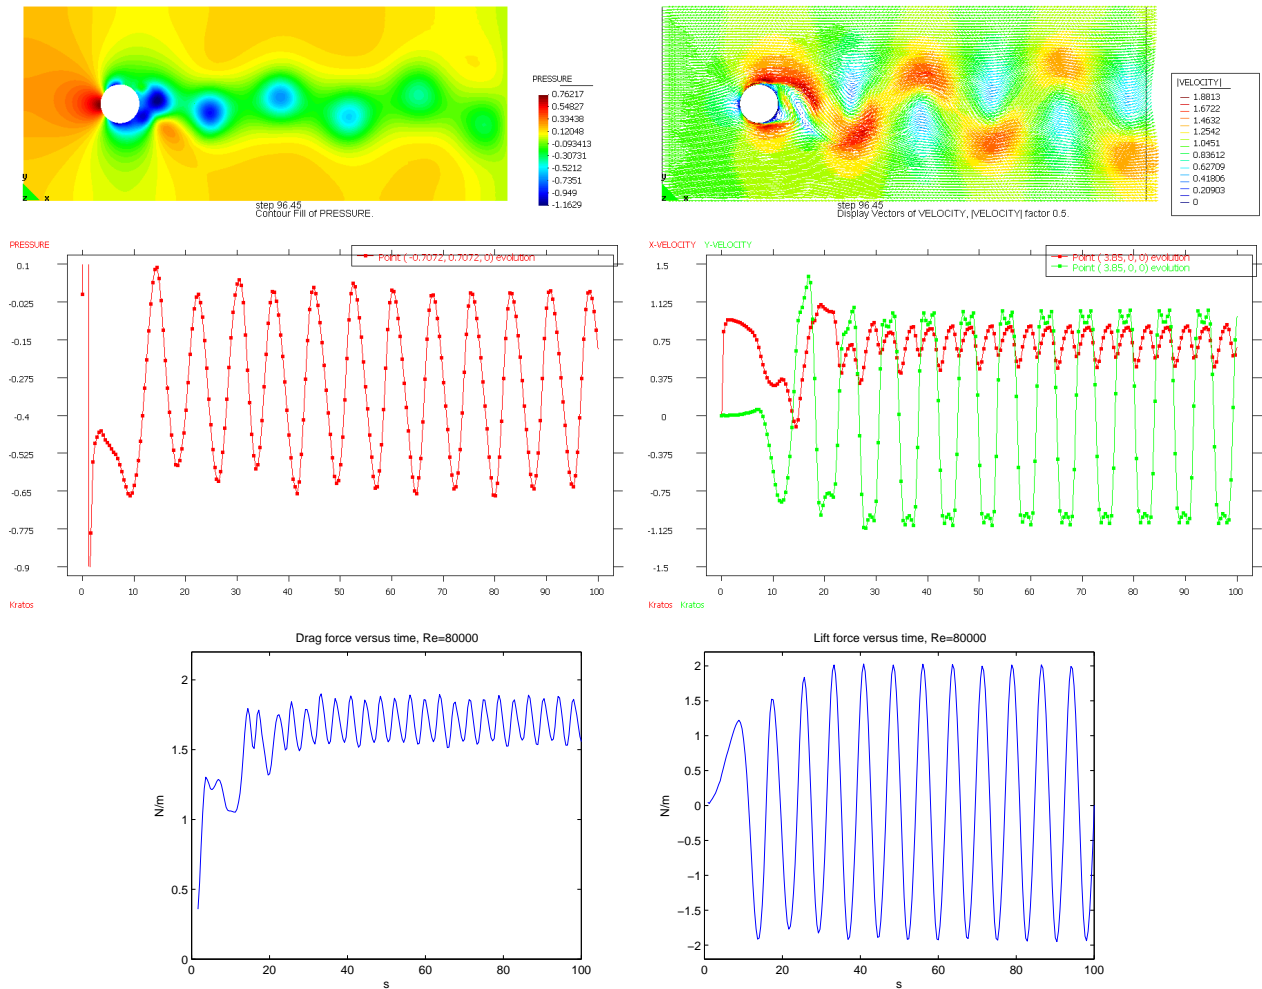 PRESSURE
0.76217
0.54827
0.33438
0.12048
-0.093413
-0.30731
-0.5212
-0.7351
-0.949
-1.1629
y
z x
step 96.45
Contour Fill of PRESSURE.
|VELOCITY|
1.8813
1.6722
1.4632
1.2542
1.0451
0.83612
0.62709
0.41806
0.20903
0
y
z x
step 96.45
Display Vectors of VELOCITY, |VELOCITY| factor 0.5.
PRESSURE
Point ( -0.7072, 0.7072, 0) evolution
0.1
-0.025
-0.15
-0.275
-0.4
-0.525
-0.65
-0.775
-0.9
0 10 20 30 40 50 60 70 80 90 100
Kratos
X-VELOCITY Y-VELOCITY
Point ( 3.85, 0, 0) evolution
Point ( 3.85, 0, 0) evolution
1.5
1.125
0.75
0.375
0
-0.375
-0.75
-1.125
-1.5
0 10 20 30 40 50 60 70 80 90 100
Kratos Kratos
Drag force versus time, Re=80000
2
1.5
1
0.5
0
N/m
0 20 40 60 80 100
s
Lift force versus time, Re=80000
2
1.5
1
0.5
0
−0.5
−1
−1.5
−2
N/m
0 20 40 60 80 100
s